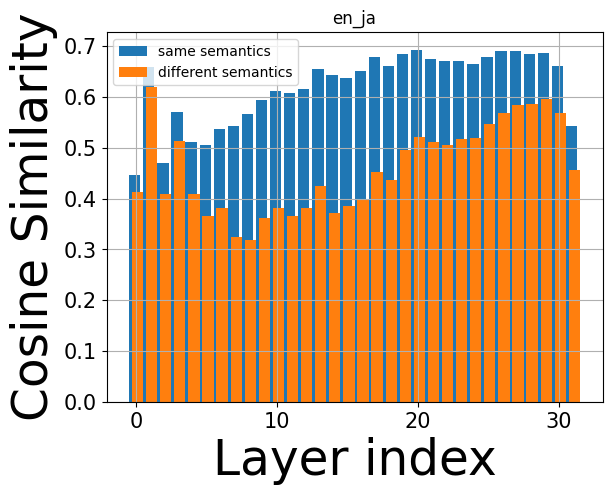 en_ja
same semantics
different semantics
Cosine Similarity
0.7
0.6
0.5
0.4
0.3
0.2
0.1
0.0
0 10 20 30
Layer index